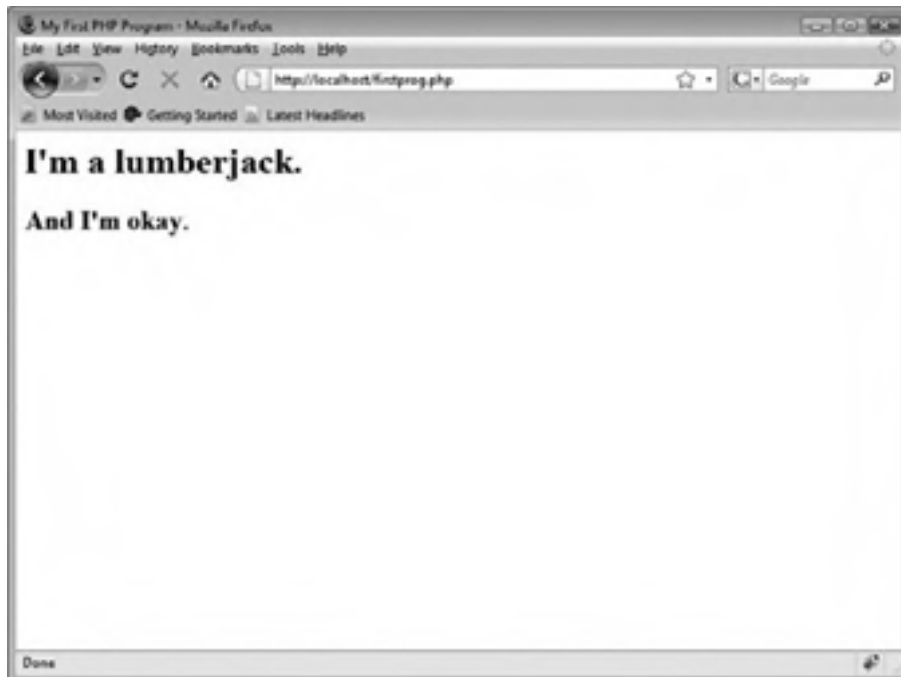 My First PHP Program - Mozilla Firefox
File Edit View History Bookmarks Tools Help
http://localhost/firstprog.php
Google
Most Visited Getting Started Latest Headlines
I'm a lumberjack.
And I'm okay.
Done